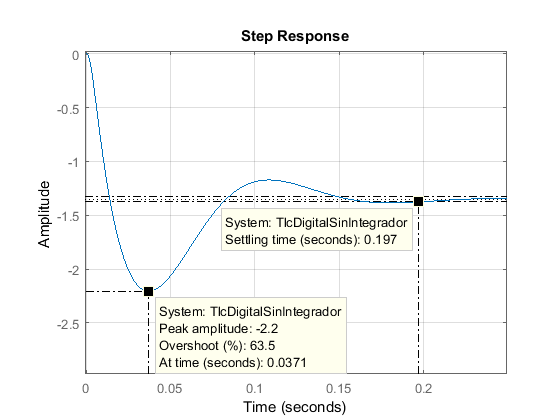 Step Response
Amplitude
0
-0.5
-1
-1.5
-2
-2.5
System: TlcDigitalSinIntegrador
Settling time (seconds): 0.197
System: TlcDigitalSinIntegrador
Peak amplitude: -2.2
Overshoot (%): 63.5
At time (seconds): 0.0371
0
0.05
0.1
0.15
0.2
Time (seconds)